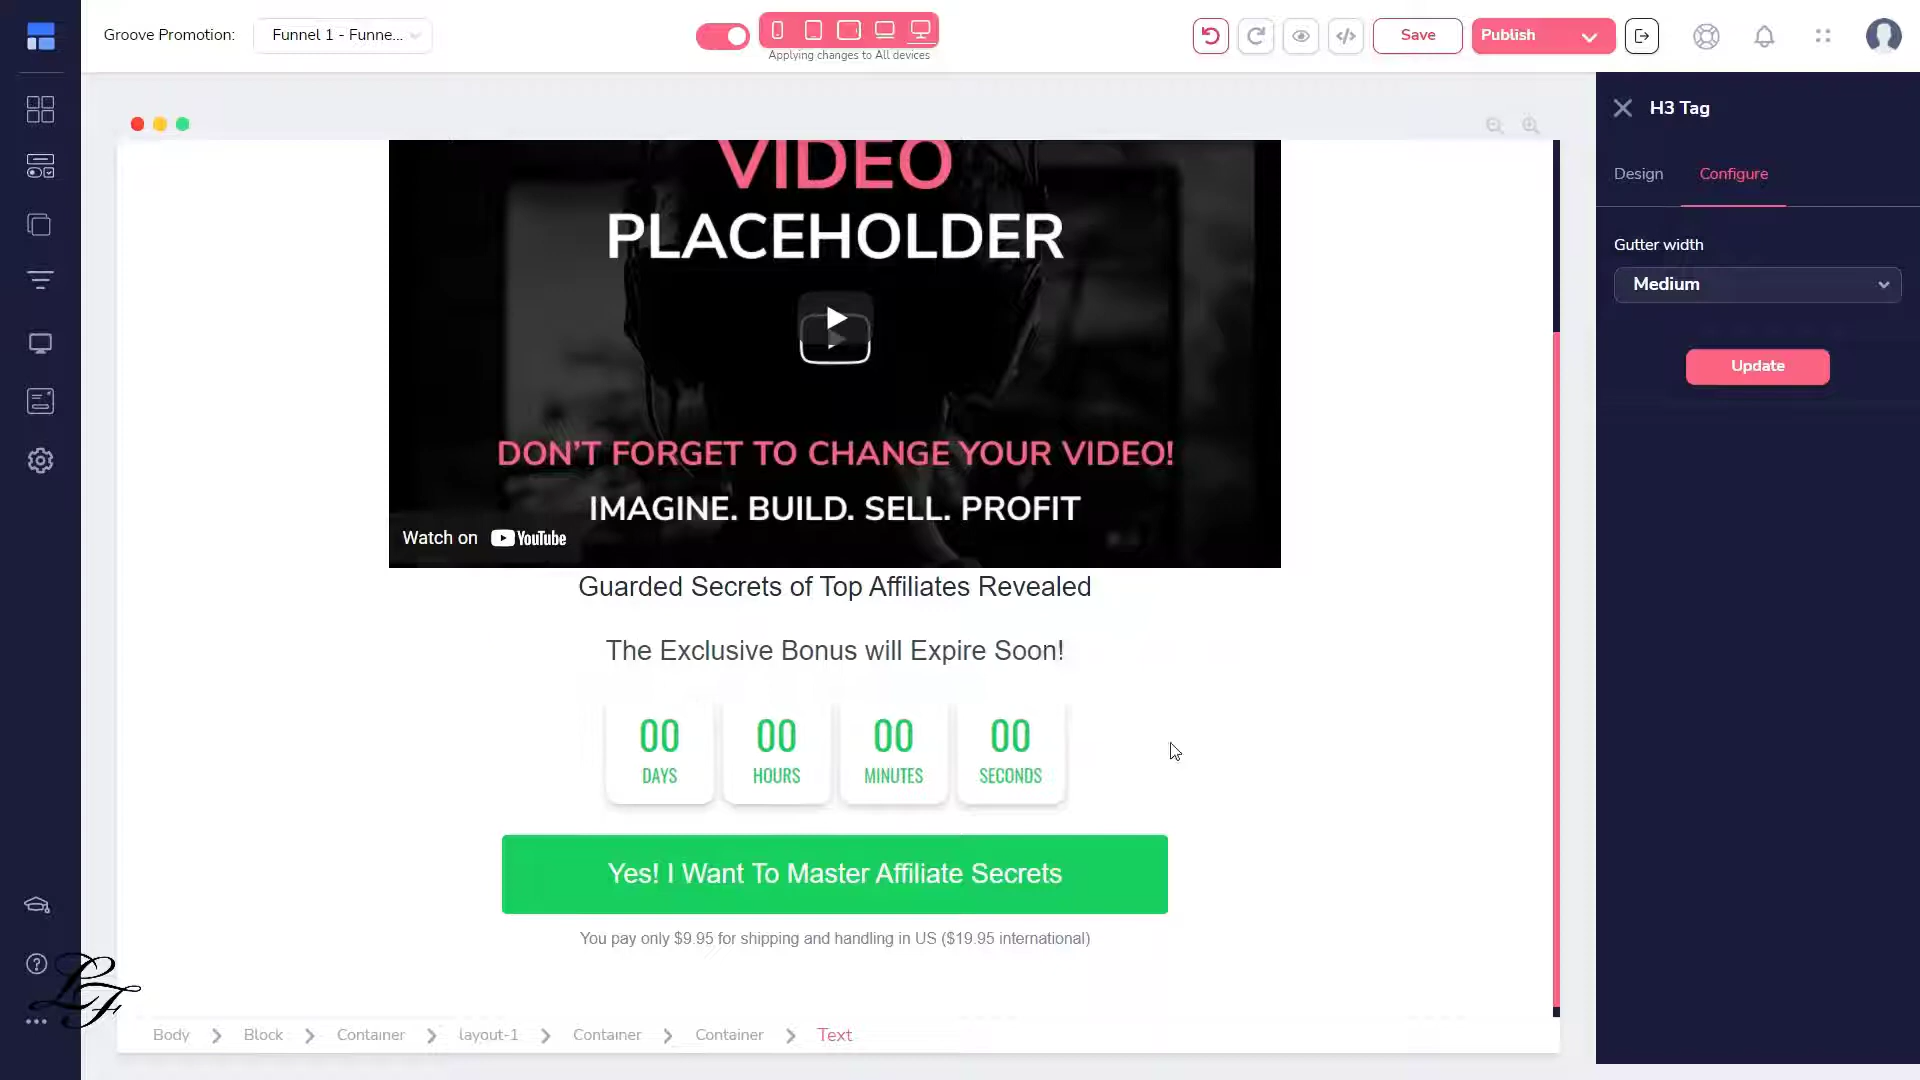 Groove Promotion:
Funnel 1 - Funne...
Applying changes to All devices
Save
Publish
H3 Tag
Design
Configure
Gutter width
Medium
Update
VIDEO
PLACEHOLDER
DON'T FORGET TO CHANGE YOUR VIDEO!
IMAGINE. BUILD. SELL. PROFIT
Watch on YouTube
Guarded Secrets of Top Affiliates Revealed
The Exclusive Bonus will Expire Soon!
00 00 00 00
DAYS HOURS MINUTES SECONDS
Yes! I Want To Master Affiliate Secrets
You pay only $9.95 for shipping and handling in US ($19.95 international)
LF
Body > Block > Container > layout-1 > Container > Container > Text